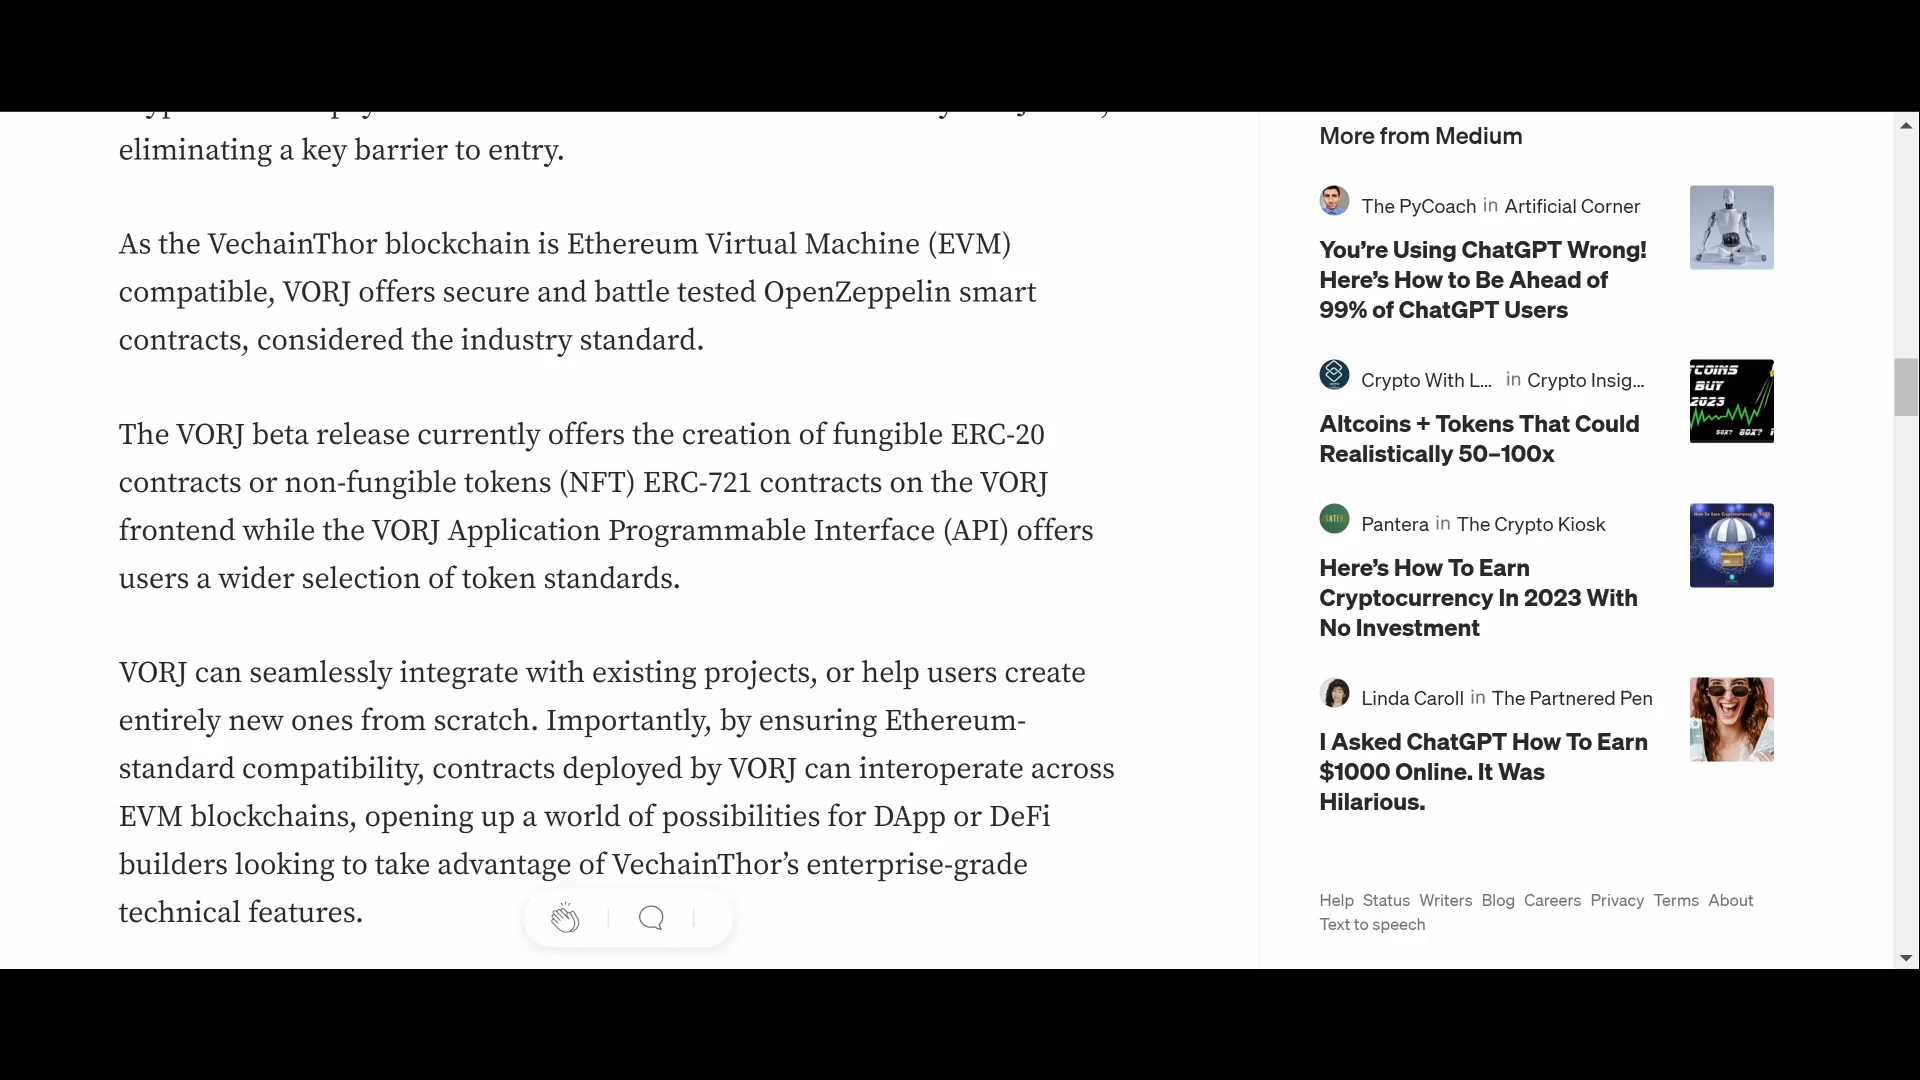 eliminating a key barrier to entry.
As the VechainThor blockchain is Ethereum Virtual Machine (EVM)
compatible, VORJ offers secure and battle tested OpenZeppelin smart
contracts, considered the industry standard.
The VORJ beta release currently offers the creation of fungible ERC-20
contracts or non-fungible tokens (NFT) ERC-721 contracts on the VORJ
frontend while the VORJ Application Programmable Interface (API) offers
users a wider selection of token standards.
VORJ can seamlessly integrate with existing projects, or help users create
entirely new ones from scratch. Importantly, by ensuring Ethereum-
standard compatibility, contracts deployed by VORJ can interoperate across
EVM blockchains, opening up a world of possibilities for DApp or DeFi
builders looking to take advantage of VechainThor’s enterprise-grade
technical features.
More from Medium
The PyCoach in Artificial Corner
You’re Using ChatGPT Wrong!
Here’s How to Be Ahead of
99% of ChatGPT Users
Crypto With L... in Crypto Insig...
Altcoins + Tokens That Could
Realistically 50–100x
TCOINS
BUY
2023
50X? 80X?
Pantera in The Crypto Kiosk
Here’s How To Earn
Cryptocurrency In 2023 With
No Investment
Linda Caroll in The Partnered Pen
I Asked ChatGPT How To Earn
$1000 Online. It Was
Hilarious.
Help Status Writers Blog Careers Privacy Terms About
Text to speech